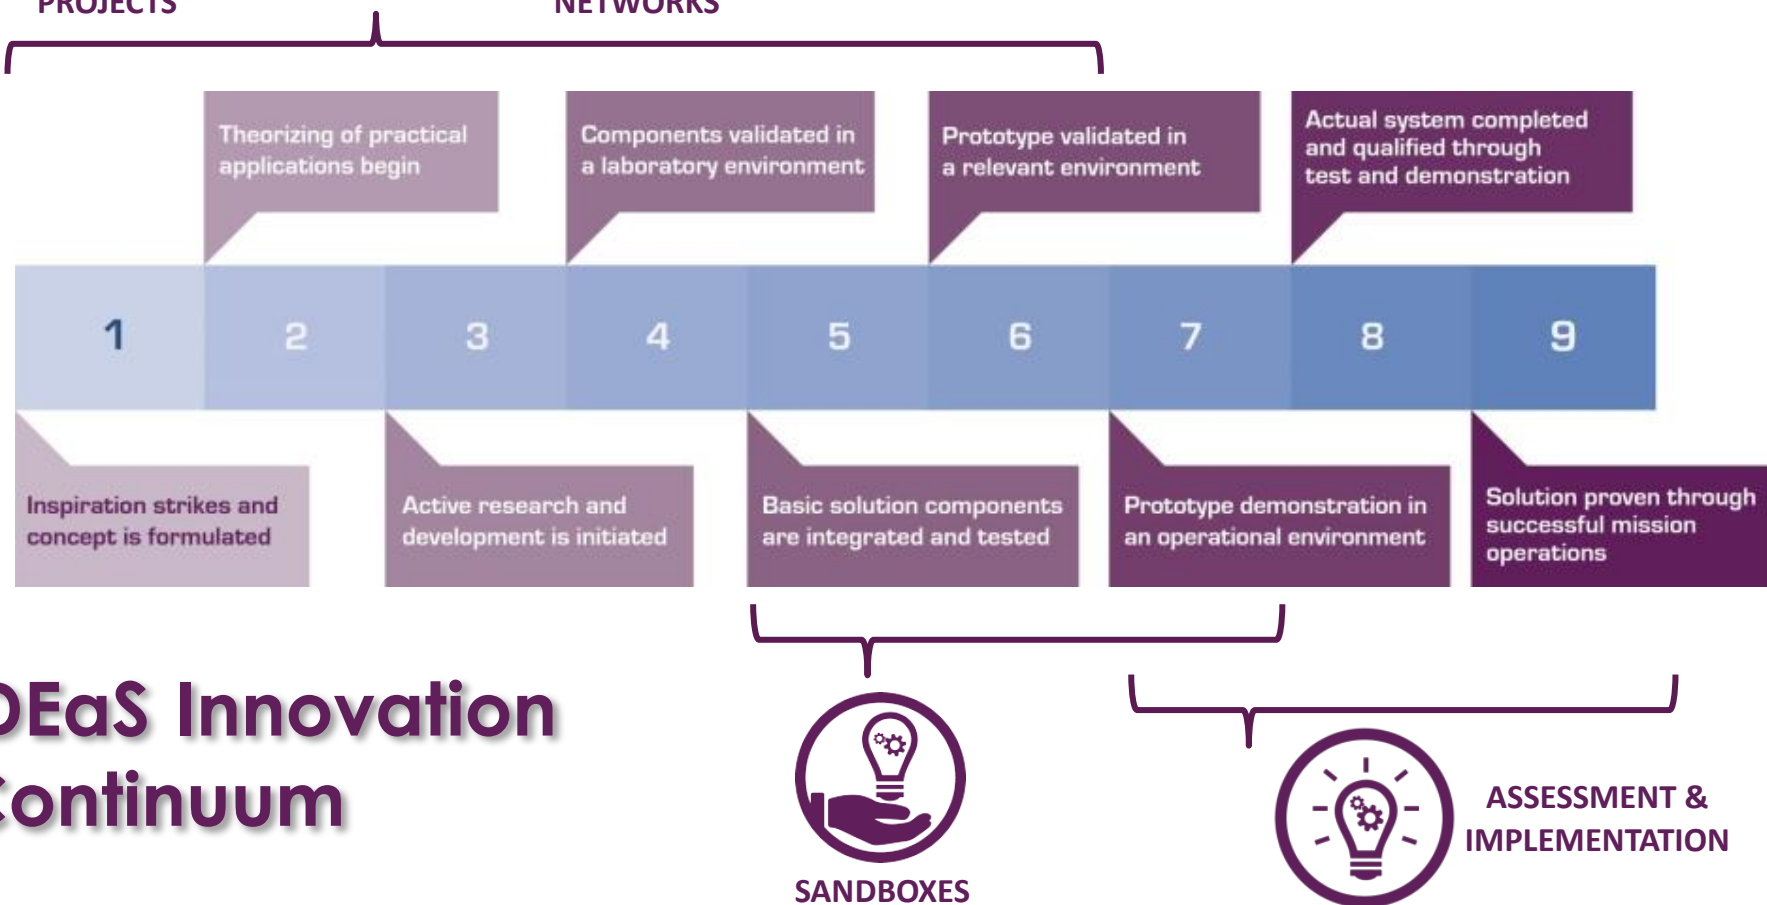 PROJECTS
NETWORKS
Theorizing of practical
applications begin
Components validated in
a laboratory environment
Prototype validated in
a relevant environment
Actual system completed
and qualified through
test and demonstration
1 2 3 4 5 6 7 8 9
Inspiration strikes and
concept is formulated
Active research and
development is initiated
Basic solution components
are integrated and tested
Prototype demonstration in
an operational environment
Solution proven through
successful mission
operations
DEaS Innovation
Continuum
SANDBOXES
ASSESSMENT &
IMPLEMENTATION